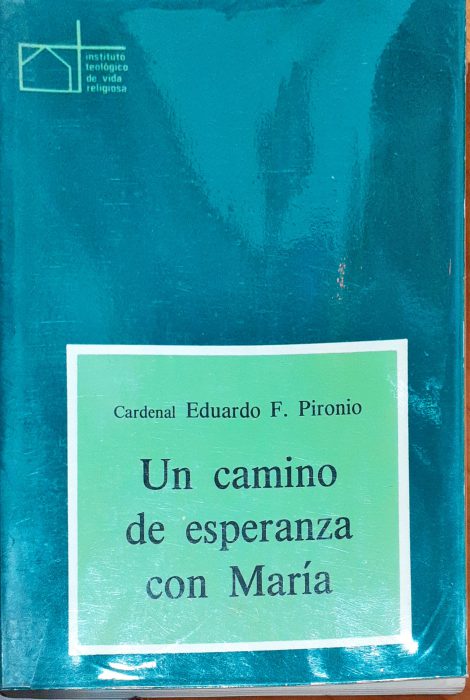 instituto
teológico
de vida
religiosa
Cardenal Eduardo F. Pironio
Un camino
de esperanza
con María